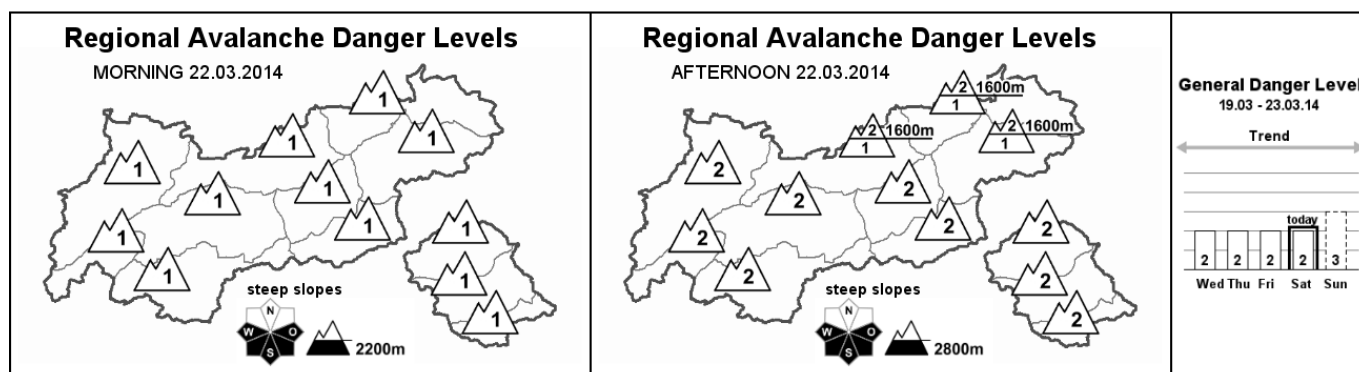 Regional Avalanche Danger Levels
MORNING 22.03.2014
1
1
1
1
1
1
1
1
1
1
1
1
steep slopes
N
W O
S
2200m
Regional Avalanche Danger Levels
AFTERNOON 22.03.2014
2 1600m
1
2 1600m
1
2 1600m
1
2
2
2
2
2
2
2
2
2
steep slopes
N
W O
S
2800m
General Danger Level
19.03 - 23.03.14
Trend
today
2 2 2 2 3
Wed Thu Fri Sat Sun